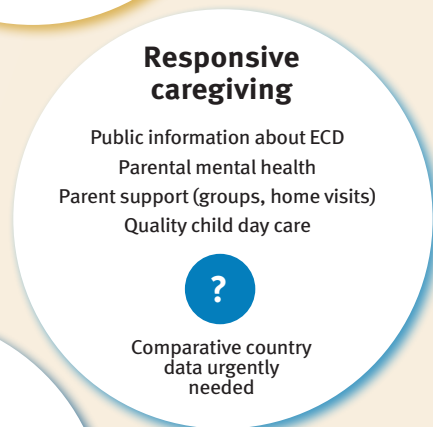 Responsive
caregiving
Public information about ECD
Parental mental health
Parent support (groups, home visits)
Quality child day care
?
Comparative country
data urgently
needed